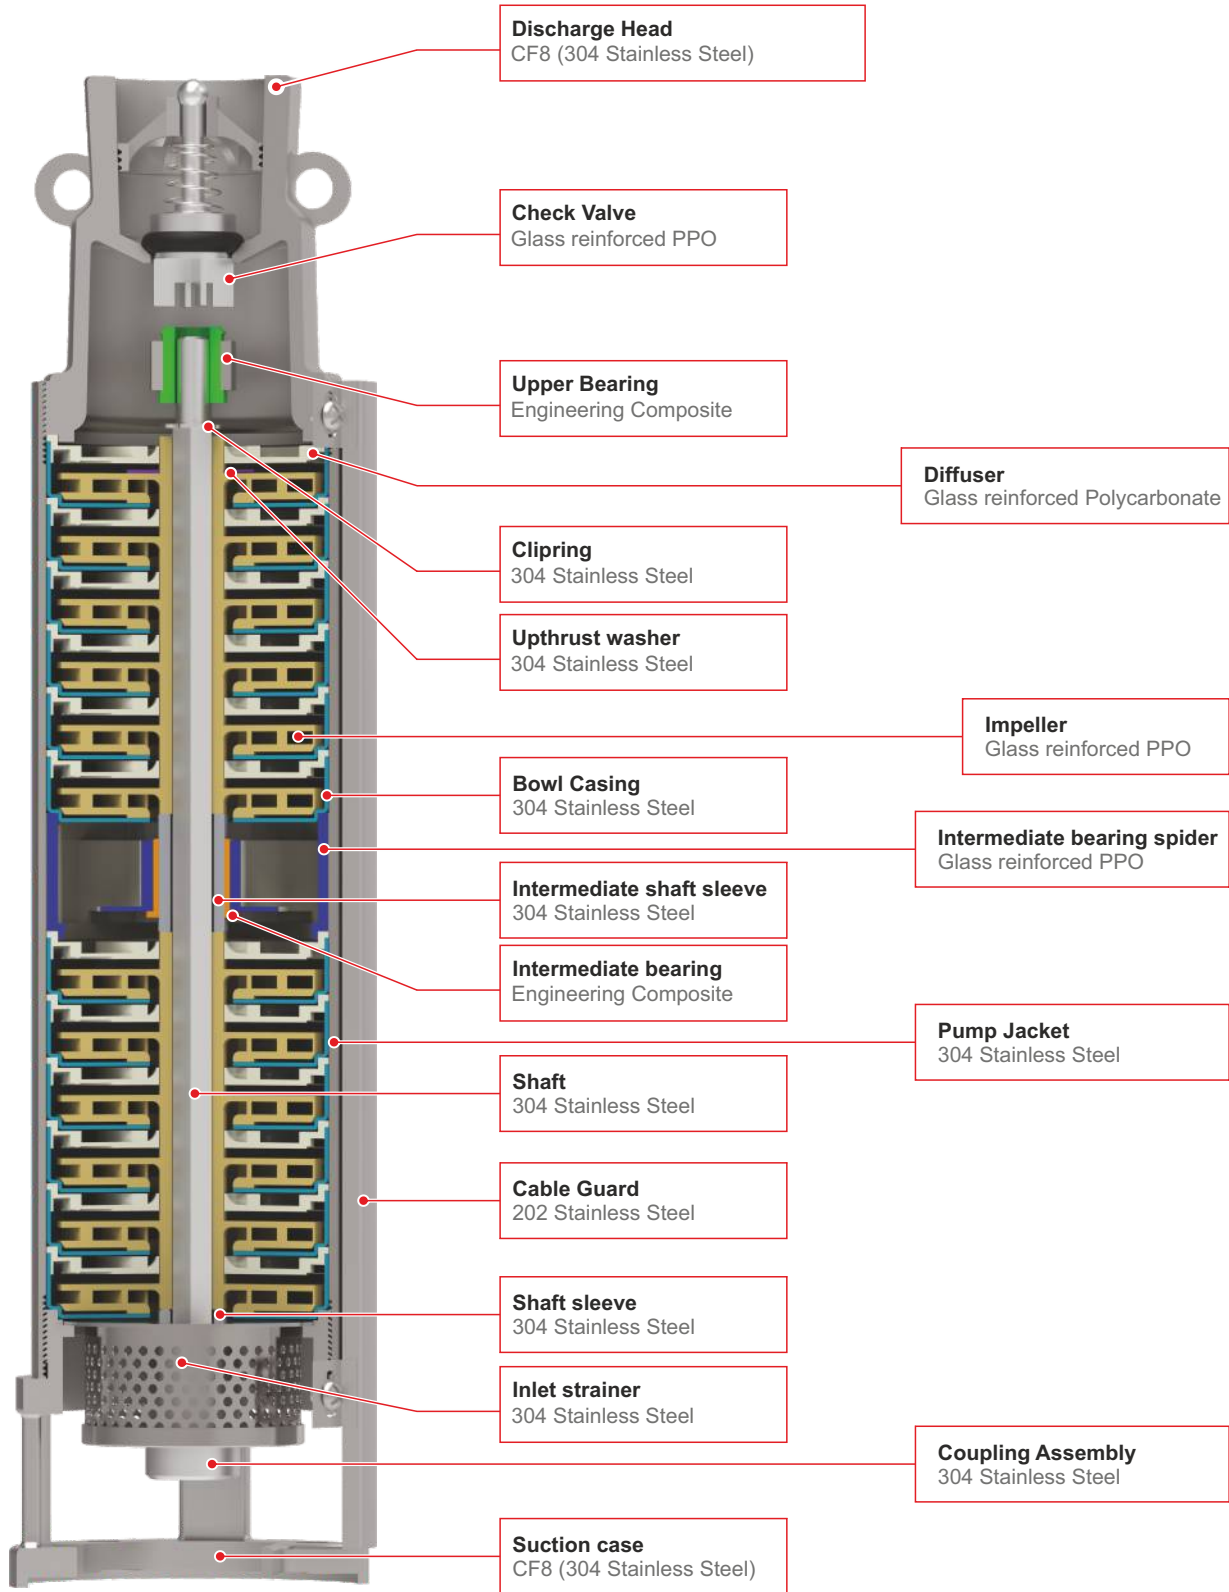 Discharge Head
CF8 (304 Stainless Steel)
Check Valve
Glass reinforced PPO
Upper Bearing
Engineering Composite
Diffuser
Glass reinforced Polycarbonate
Clipring
304 Stainless Steel
Upthrust washer
304 Stainless Steel
Impeller
Glass reinforced PPO
Bowl Casing
304 Stainless Steel
Intermediate bearing spider
Glass reinforced PPO
Intermediate shaft sleeve
304 Stainless Steel
Intermediate bearing
Engineering Composite
Pump Jacket
304 Stainless Steel
Shaft
304 Stainless Steel
Cable Guard
202 Stainless Steel
Shaft sleeve
304 Stainless Steel
Inlet strainer
304 Stainless Steel
Coupling Assembly
304 Stainless Steel
Suction case
CF8 (304 Stainless Steel)